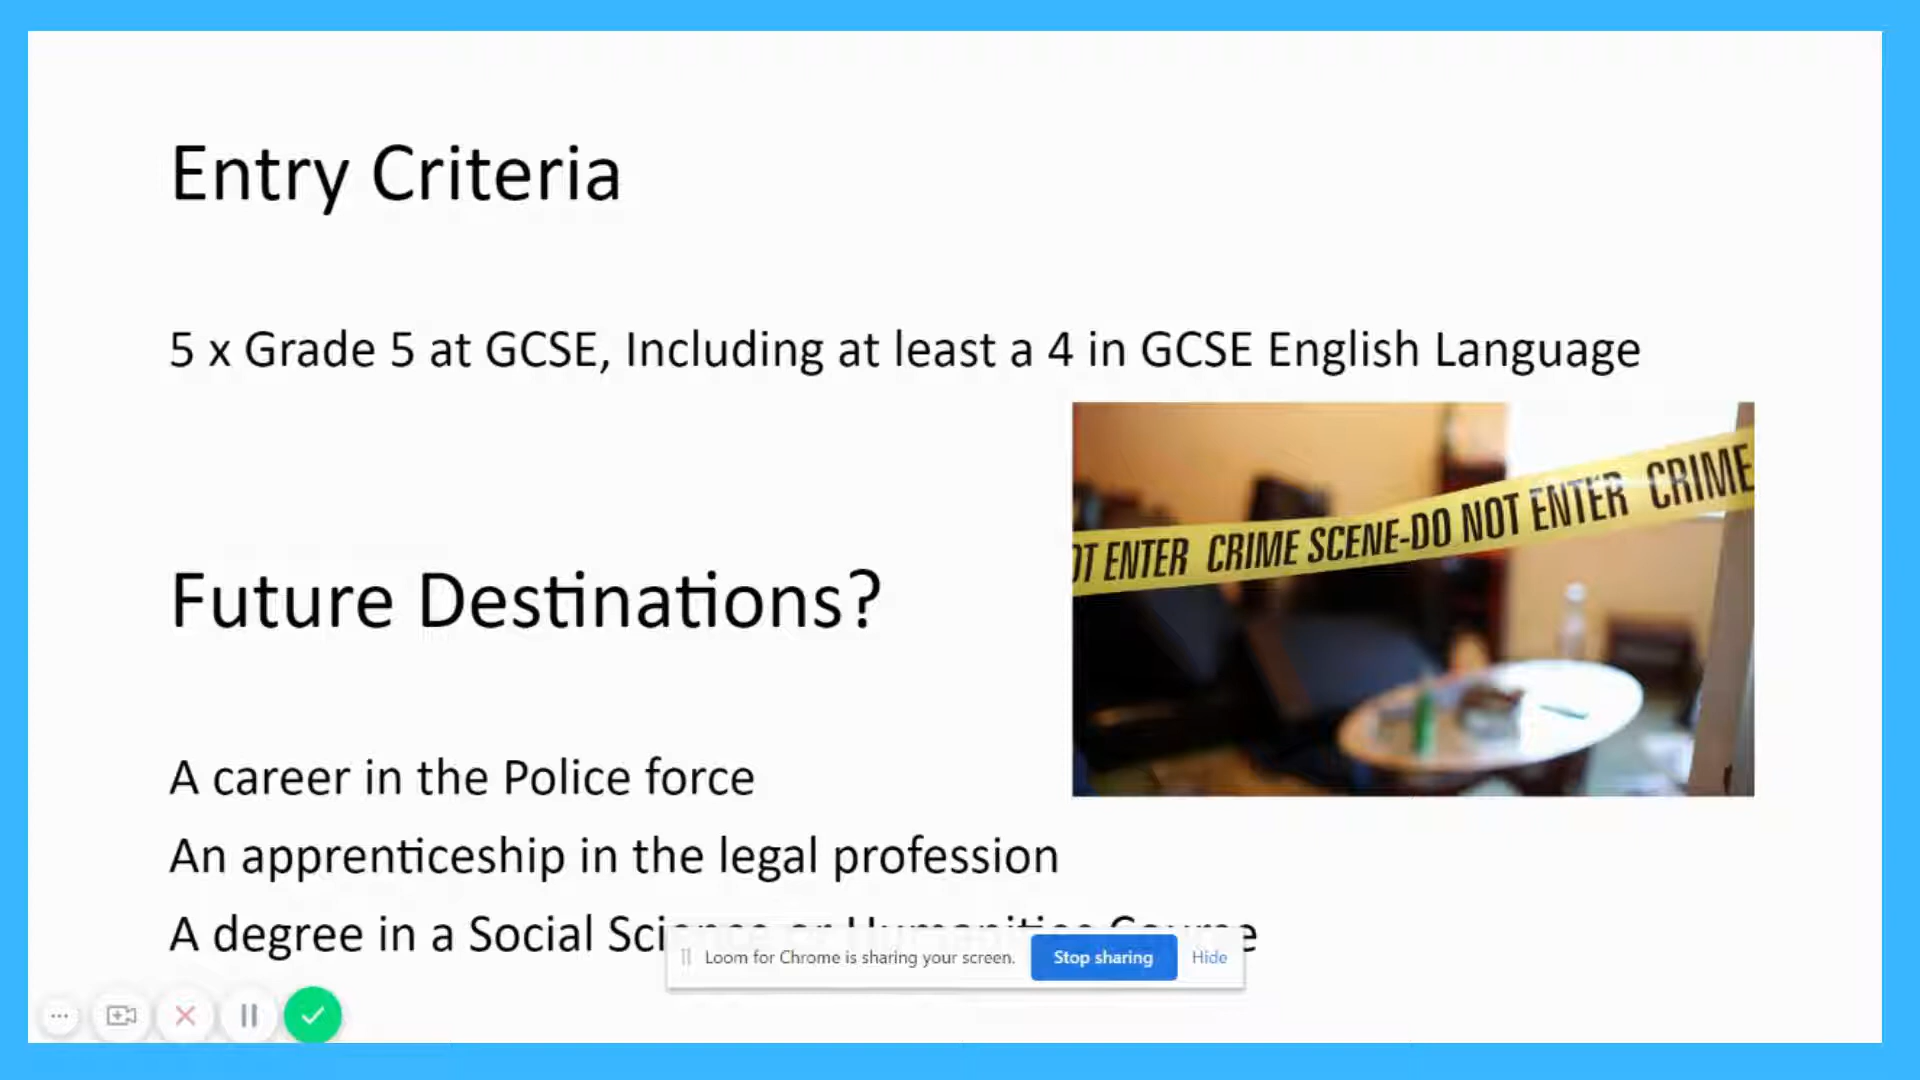 Entry Criteria
5 x Grade 5 at GCSE, Including at least a 4 in GCSE English Language
OT ENTER CRIME SCENE-DO NOT ENTER CRIME
Future Destinations?
A career in the Police force
An apprenticeship in the legal profession
A degree in a Social Science or Humanities Course
Loom for Chrome is sharing your screen. Stop sharing Hide